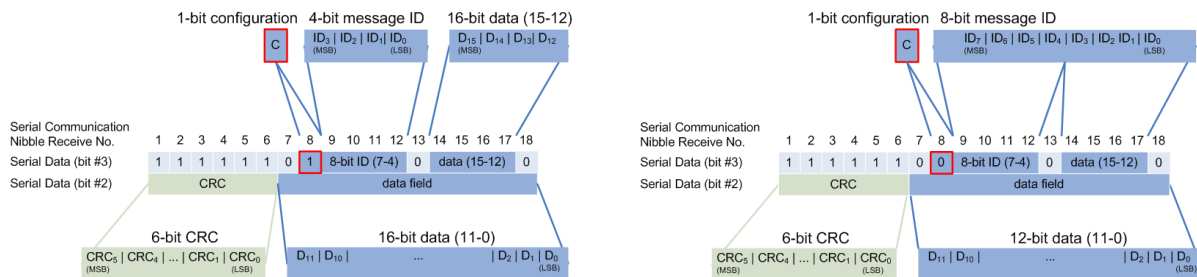 1-bit configuration 4-bit message ID 16-bit data (15-12)
C
ID3 | ID2 | ID1| ID0
(MSB) (LSB)
D15 | D14 | D13| D12
(MSB)
Serial Communication
Nibble Receive No.
1 2 3 4 5 6 7 8 9 10 11 12 13 14 15 16 17 18
Serial Data (bit #3) 1 1 1 1 1 1 0 1 8-bit ID (7-4) 0 data (15-12) 0
Serial Data (bit #2) CRC data field
6-bit CRC 16-bit data (11-0)
CRC5 | CRC4 | ... | CRC1 | CRC0
(MSB) (LSB)
D11 | D10 | ... | D2 | D1 | D0
(LSB)
1-bit configuration 8-bit message ID
C
ID7 | ID6 | ID5 | ID4 | ID3 | ID2 ID1 | ID0
(MSB) (LSB)
Serial Communication
Nibble Receive No.
1 2 3 4 5 6 7 8 9 10 11 12 13 14 15 16 17 18
Serial Data (bit #3) 1 1 1 1 1 1 0 0 8-bit ID (7-4) 0 data (15-12) 0
Serial Data (bit #2) CRC data field
6-bit CRC 12-bit data (11-0)
CRC5 | CRC4 | ... | CRC1 | CRC0
(MSB) (LSB)
D11 | D10 | ... | D2 | D1 | D0
(LSB)